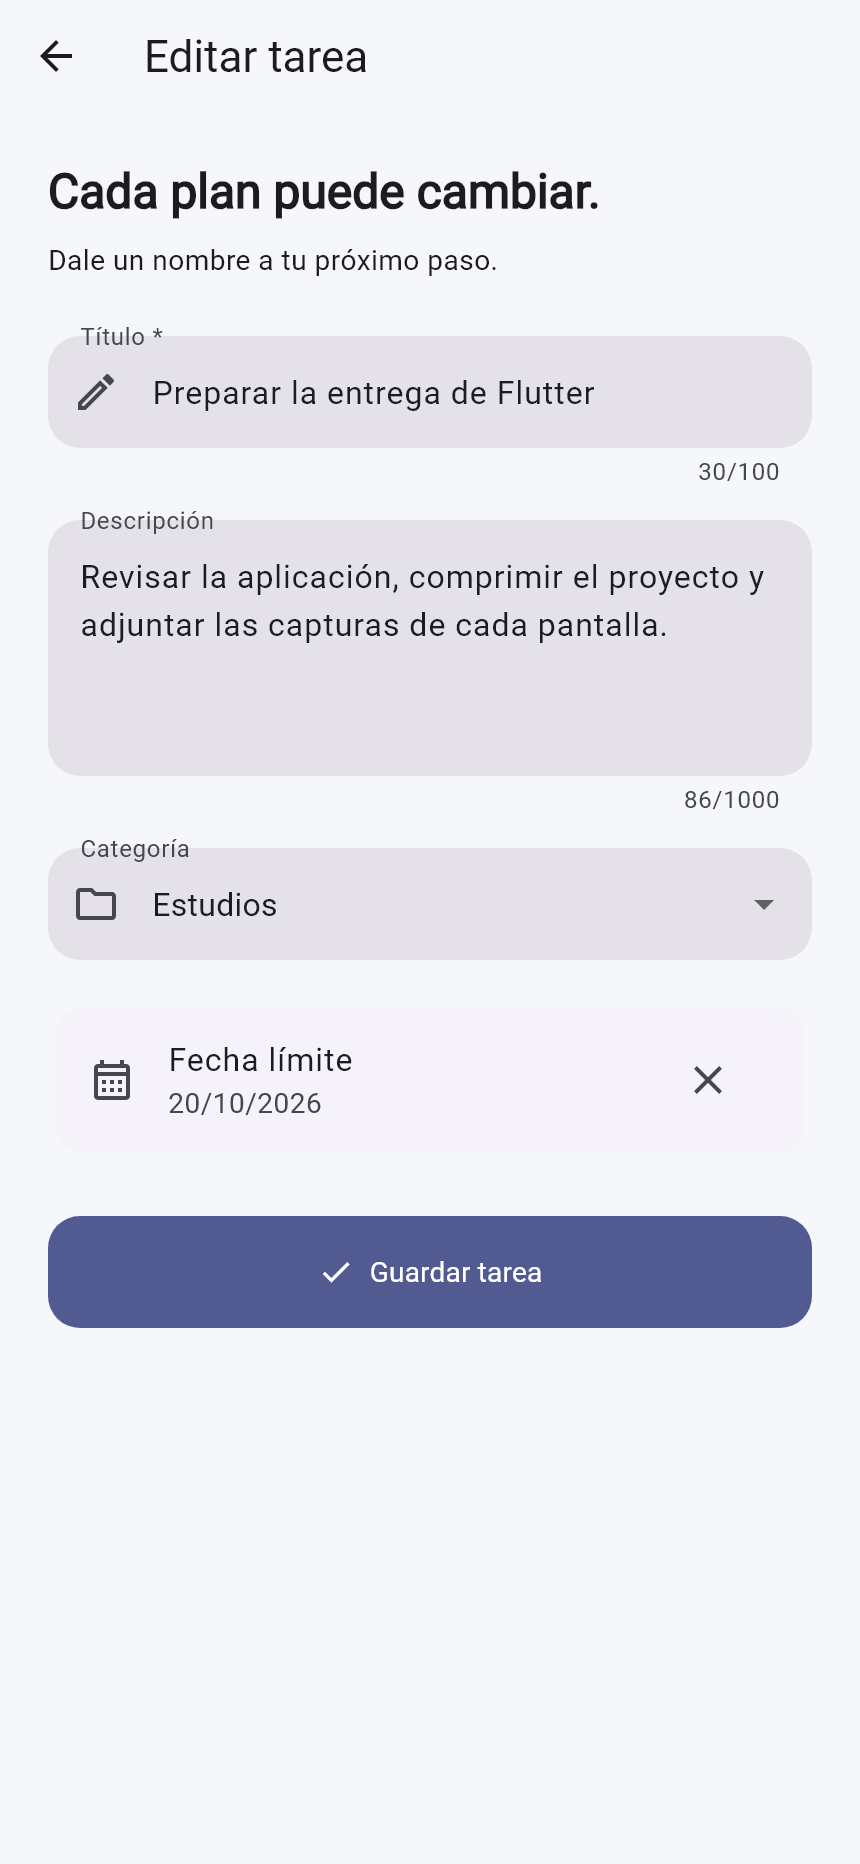 Editar tarea
Cada plan puede cambiar.
Dale un nombre a tu próximo paso.
Título *
Preparar la entrega de Flutter
30/100
Descripción
Revisar la aplicación, comprimir el proyecto y
adjuntar las capturas de cada pantalla.
86/1000
Categoría
Estudios
Fecha límite
20/10/2026
Guardar tarea